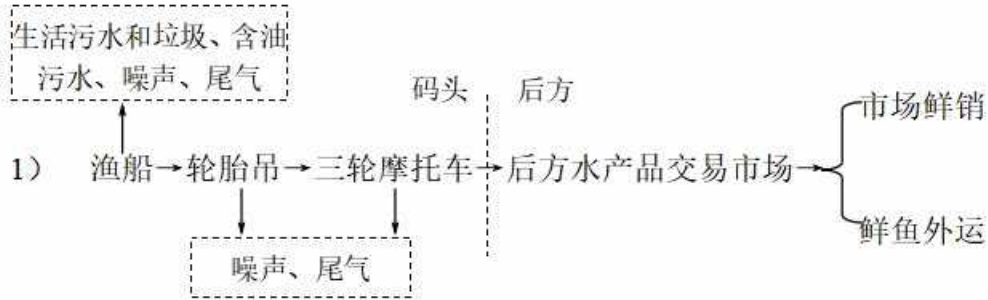 生活污水和垃圾、含油
污水、噪声、尾气
码头 后方
市场鲜销
1) 渔船 轮胎吊 三轮摩托车 后方水产品交易市场
鲜鱼外运
噪声、尾气